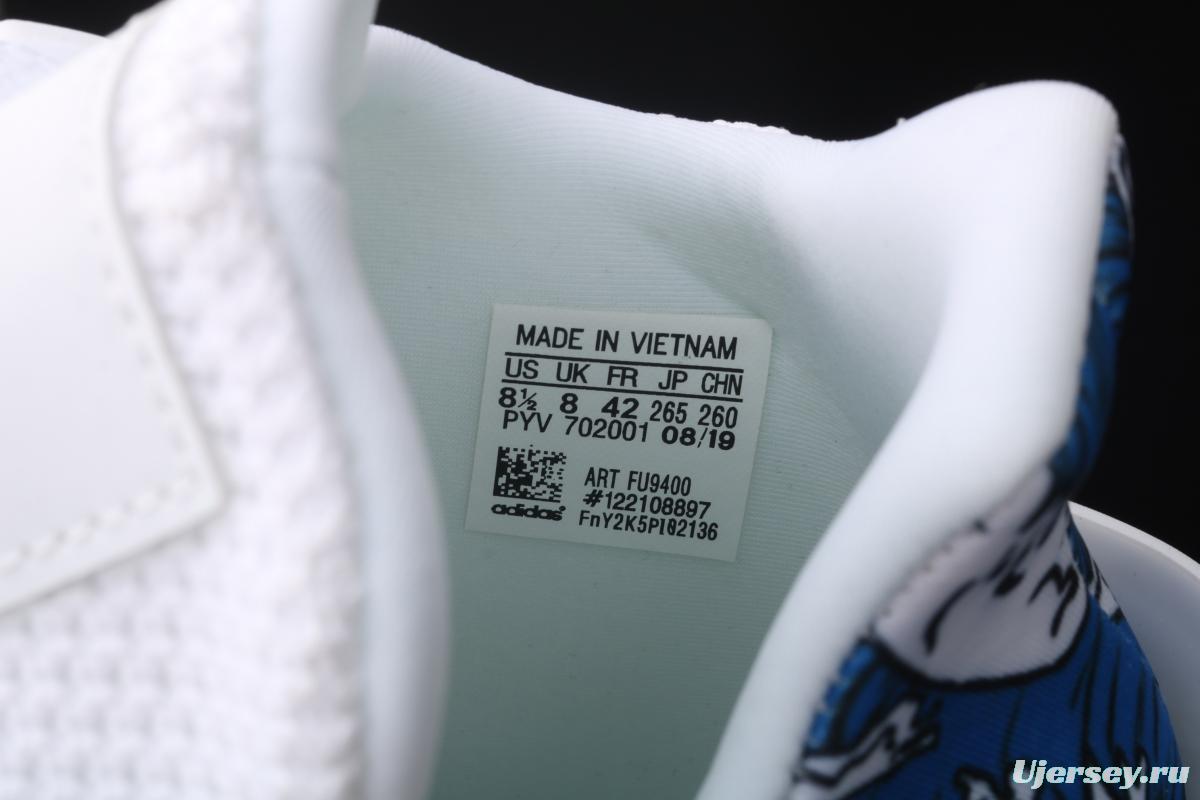 MADE IN VIETNAM
US UK FR JP CHN
8½ 8 42 265 260
PYV 702001 08/19
ART FU9400
#122108897
adidas
FnY2K5PI02136
Ujersey.ru